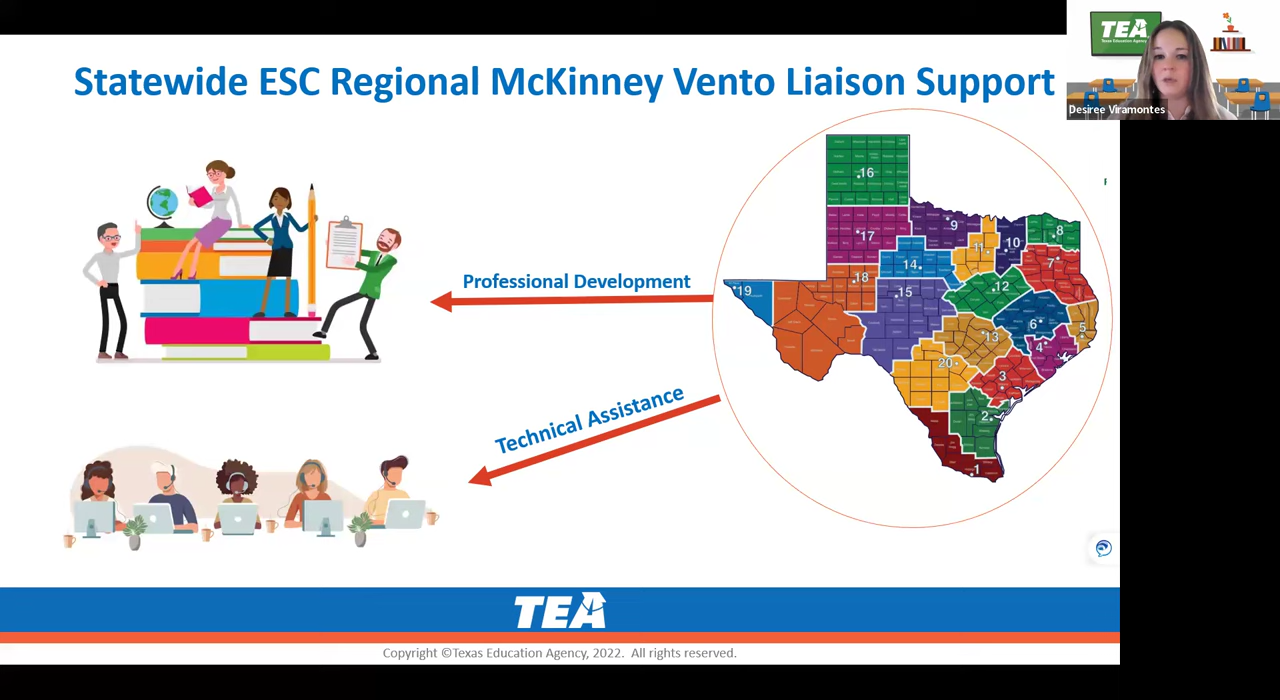 Statewide ESC Regional McKinney Vento Liaison Support
TEA
Texas Education Agency
Desiree Viramontes
Professional Development
Technical Assistance
16
17
9
11
10
8
7
14
18
19
15
12
6
5
4
13
20
3
2
1
TEA
Copyright ©Texas Education Agency, 2022. All rights reserved.